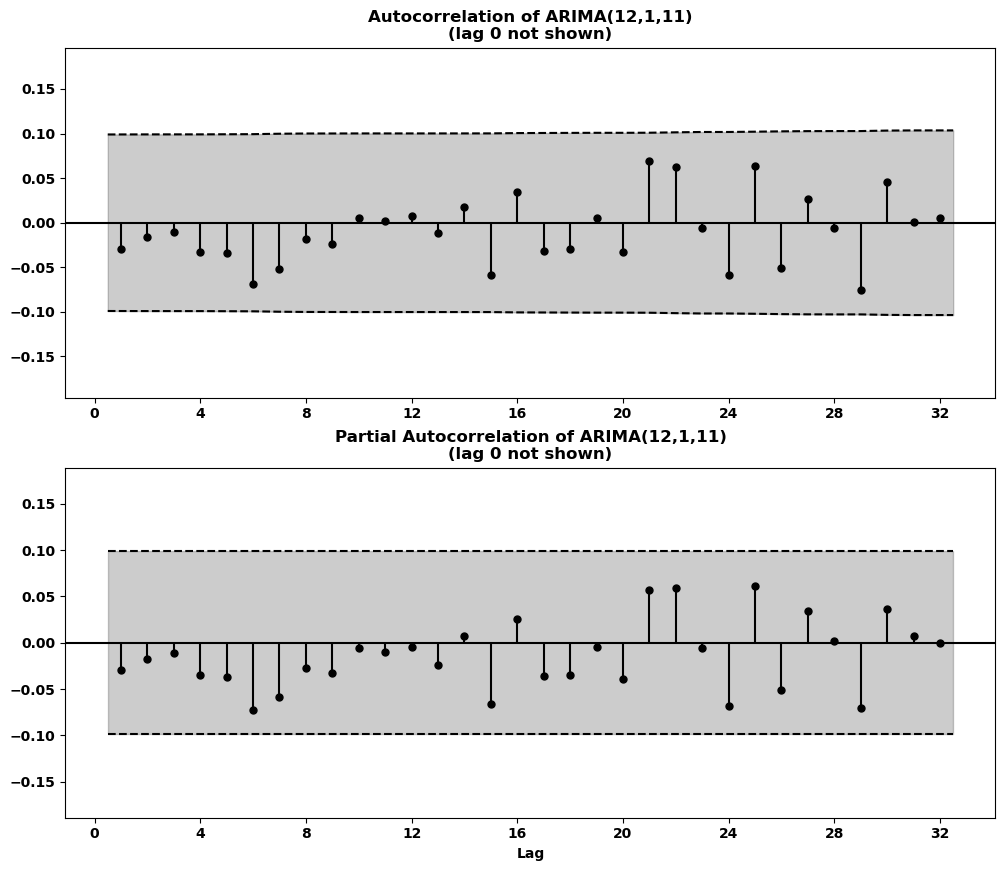 Autocorrelation of ARIMA(12,1,11)
(lag 0 not shown)
0.15
0.10
0.05
0.00
−0.05
−0.10
−0.15
0 4 8 12 16 20 24 28 32
Partial Autocorrelation of ARIMA(12,1,11)
(lag 0 not shown)
0.15
0.10
0.05
0.00
−0.05
−0.10
−0.15
0 4 8 12 16 20 24 28 32
Lag